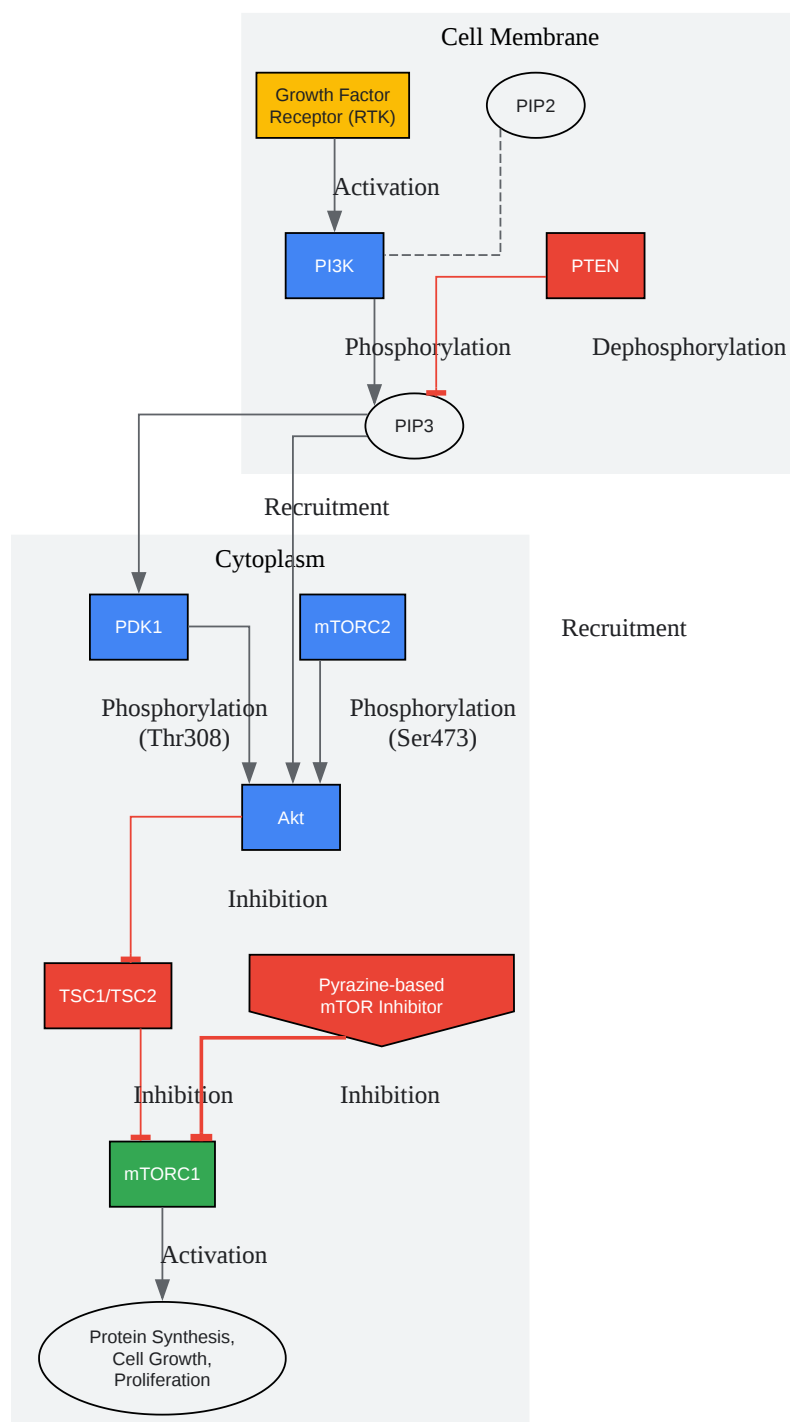 Cell Membrane
Growth Factor
Receptor (RTK)
PIP2
Activation
PI3K
PTEN
Phosphorylation
Dephosphorylation
PIP3
Recruitment
Cytoplasm
PDK1
mTORC2
Recruitment
Phosphorylation
(Thr308)
Phosphorylation
(Ser473)
Akt
Inhibition
TSC1/TSC2
Pyrazine-based
mTOR Inhibitor
Inhibition
Inhibition
mTORC1
Activation
Protein Synthesis,
Cell Growth,
Proliferation